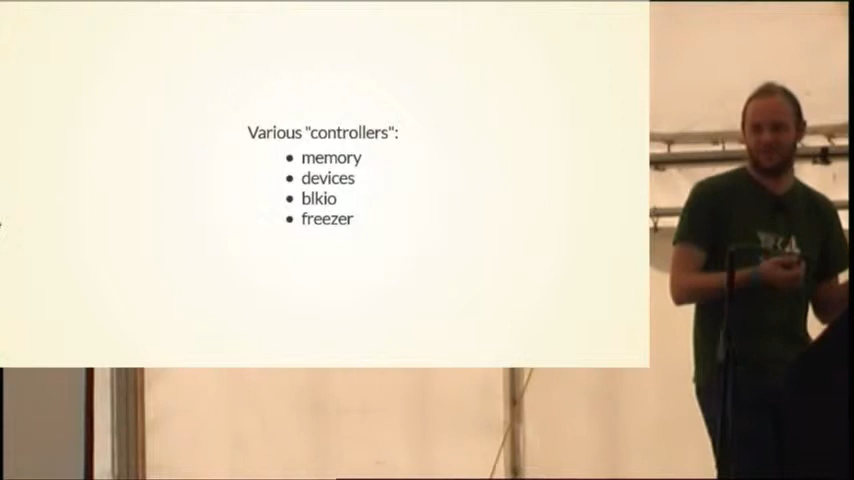 Various "controllers":
• memory
• devices
• blkio
• freezer